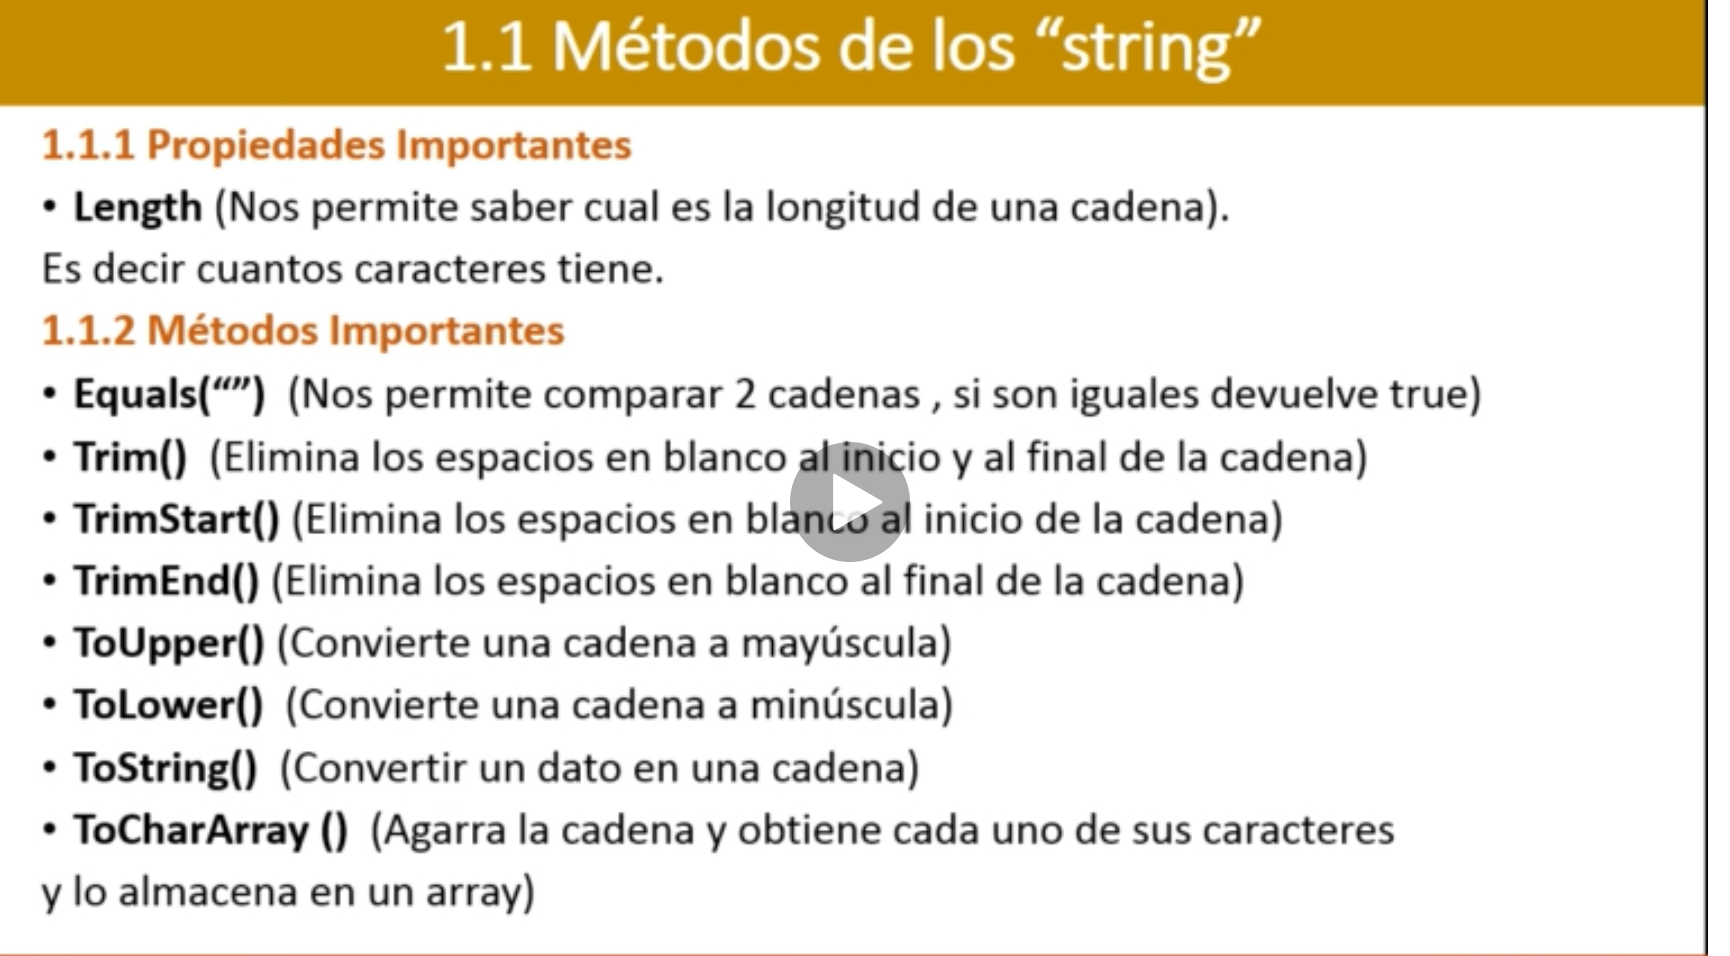 1.1 Métodos de los “string”
1.1.1 Propiedades Importantes
• Length (Nos permite saber cual es la longitud de una cadena).
Es decir cuantos caracteres tiene.
1.1.2 Métodos Importantes
• Equals(“”) (Nos permite comparar 2 cadenas , si son iguales devuelve true)
• Trim() (Elimina los espacios en blanco al inicio y al final de la cadena)
• TrimStart() (Elimina los espacios en blanco al inicio de la cadena)
• TrimEnd() (Elimina los espacios en blanco al final de la cadena)
• ToUpper() (Convierte una cadena a mayúscula)
• ToLower() (Convierte una cadena a minúscula)
• ToString() (Convertir un dato en una cadena)
• ToCharArray () (Agarra la cadena y obtiene cada uno de sus caracteres
y lo almacena en un array)